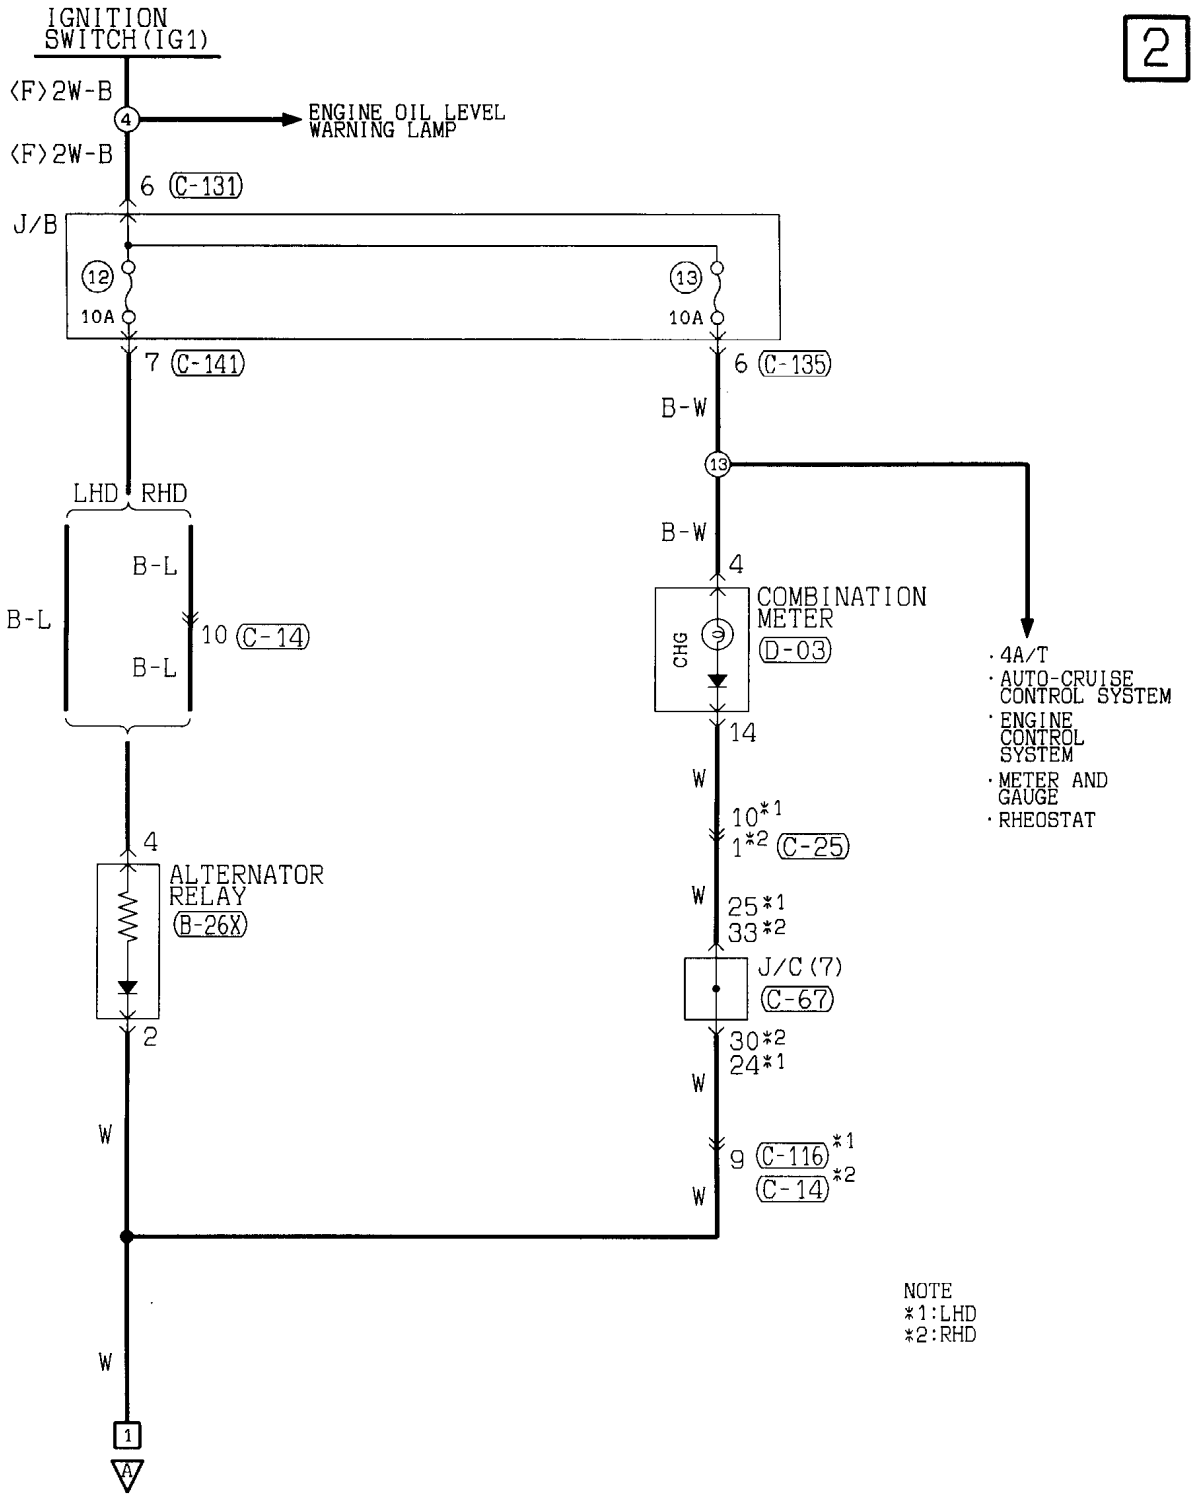 IGNITION
SWITCH(IG1)
2
<F>2W-B
4
ENGINE OIL LEVEL
WARNING LAMP
<F>2W-B
6 C-131
J/B
12
13
10A
10A
7 C-141
6 C-135
B-W
13
LHD RHD
B-W
4
B-L
COMBINATION
METER
D-03
CHG
B-L
10 C-14
B-L
· 4A/T
· AUTO-CRUISE
CONTROL SYSTEM
· ENGINE
CONTROL
SYSTEM
· METER AND
GAUGE
· RHEOSTAT
14
W
10*1
1*2 C-25
4
ALTERNATOR
RELAY
B-26X
W
25*1
33*2
J/C(7)
C-67
2
30*2
24*1
W
W
9 C-116*1
C-14*2
W
NOTE
*1:LHD
*2:RHD
W
1
A